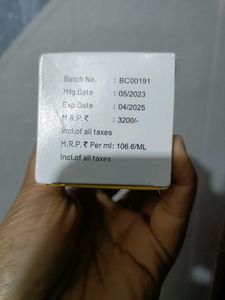 Batch No. : BC00191
Mfg.Date : 05/2023
Exp.Date : 04/2025
M.R.P.₹ : 3200/-
Incl.of all taxes
M.R.P.₹ Per ml: 106.6/ML
Incl.of all taxes